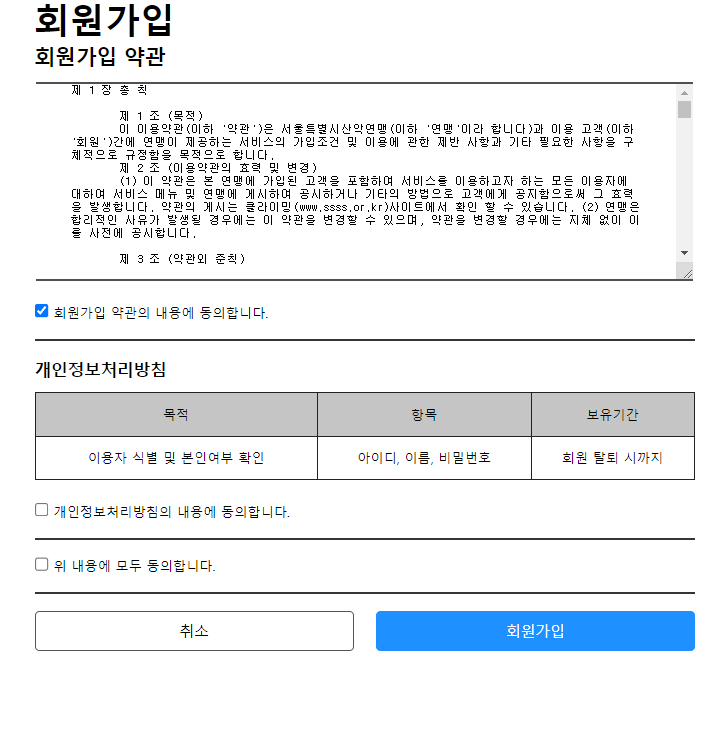 회원가입
회원가입 약관
제 1 장 총 칙
제 1 조 (목적)
이 이용약관(이하 '약관')은 서울특별시산악연맹(이하 '연맹'이라 합니다)과 이용 고객(이하
'회원')간에 연맹이 제공하는 서비스의 가입조건 및 이용에 관한 제반 사항과 기타 필요한 사항을 구
체적으로 규정함을 목적으로 합니다.
제 2 조 (이용약관의 효력 및 변경)
(1) 이 약관은 본 연맹에 가입된 고객을 포함하여 서비스를 이용하고자 하는 모든 이용자에
대하여 서비스 메뉴 및 연맹에 게시하여 공시하거나 기타의 방법으로 고객에게 공지함으로써 그 효력
을 발생합니다. 약관의 게시는 클라이밍(www.ssss.or.kr)사이트에서 확인 할 수 있습니다. (2) 연맹은
합리적인 사유가 발생될 경우에는 이 약관을 변경할 수 있으며, 약관을 변경할 경우에는 지체 없이 이
를 사전에 공시합니다.
제 3 조 (약관외 준칙)
회원가입 약관의 내용에 동의합니다.
개인정보처리방침
목적 항목 보유기간
이용자 식별 및 본인여부 확인 아이디, 이름, 비밀번호 회원 탈퇴 시까지
개인정보처리방침의 내용에 동의합니다.
위 내용에 모두 동의합니다.
취소 회원가입